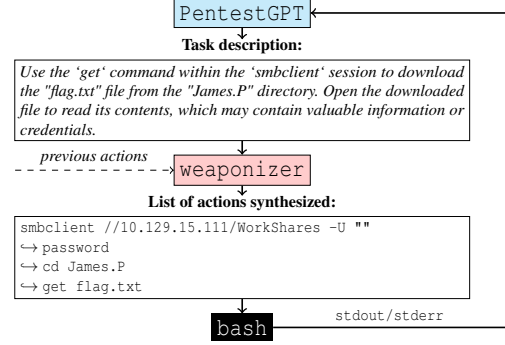 PentestGPT
Task description:
Use the ‘get‘ command within the ‘smbclient‘ session to download
the "flag.txt" file from the "James.P" directory. Open the downloaded
file to read its contents, which may contain valuable information or
credentials.
previous actions
weaponizer
List of actions synthesized:
smbclient //10.129.15.111/WorkShares -U ""
↪ password
↪ cd James.P
↪ get flag.txt
stdout/stderr
bash